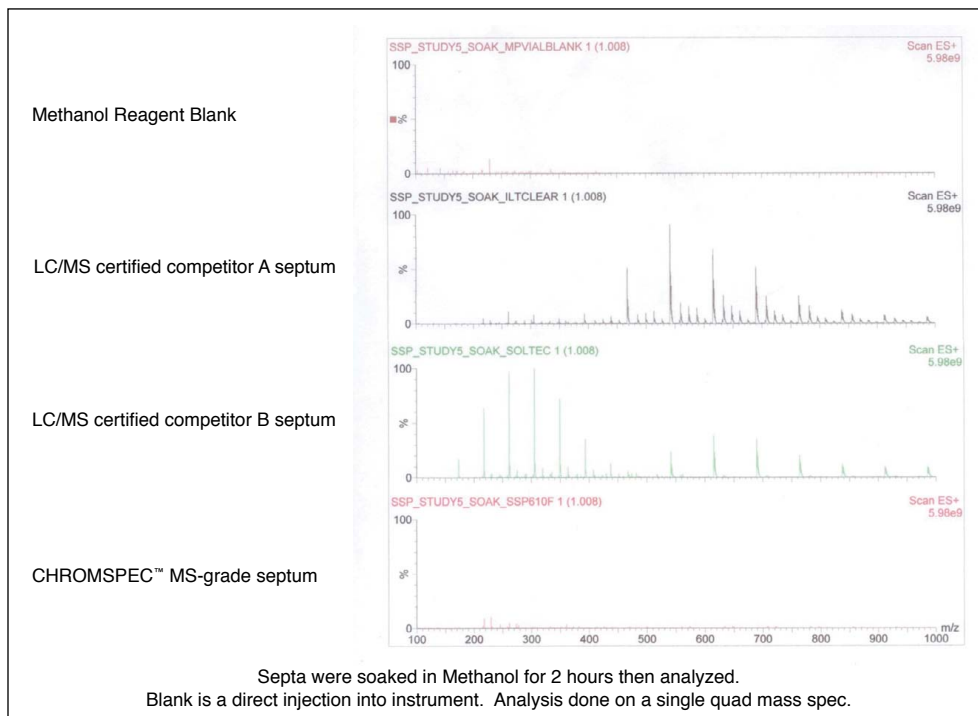 SSP_STUDY5_SOAK_MPVIALBLANK 1 (1.008) Scan ES+
5.98e9
100
%
0
Methanol Reagent Blank
SSP_STUDY5_SOAK_ILTCLEAR 1 (1.008) Scan ES+
5.98e9
100
%
0
LC/MS certified competitor A septum
SSP_STUDY5_SOAK_SOLTEC 1 (1.008) Scan ES+
5.98e9
100
%
0
LC/MS certified competitor B septum
SSP_STUDY5_SOAK_SSP610F 1 (1.008) Scan ES+
5.98e9
100
%
0
CHROMSPEC™ MS-grade septum
100 200 300 400 500 600 700 800 900 1000 m/z
Septa were soaked in Methanol for 2 hours then analyzed.
Blank is a direct injection into instrument. Analysis done on a single quad mass spec.